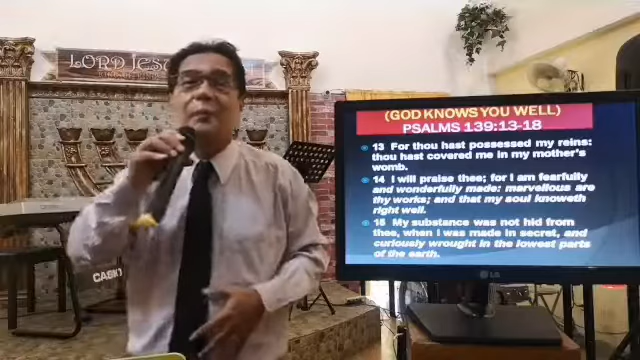 LORD JESUS
(GOD KNOWS YOU WELL)
PSALMS 139:13-18
13 For thou hast possessed my reins:
thou hast covered me in my mother's
womb.
14 I will praise thee; for I am fearfully
and wonderfully made: marvellous are
thy works; and that my soul knoweth
right well.
15 My substance was not hid from
thee, when I was made in secret, and
curiously wrought in the lowest parts
of the earth.
LG
CASIO